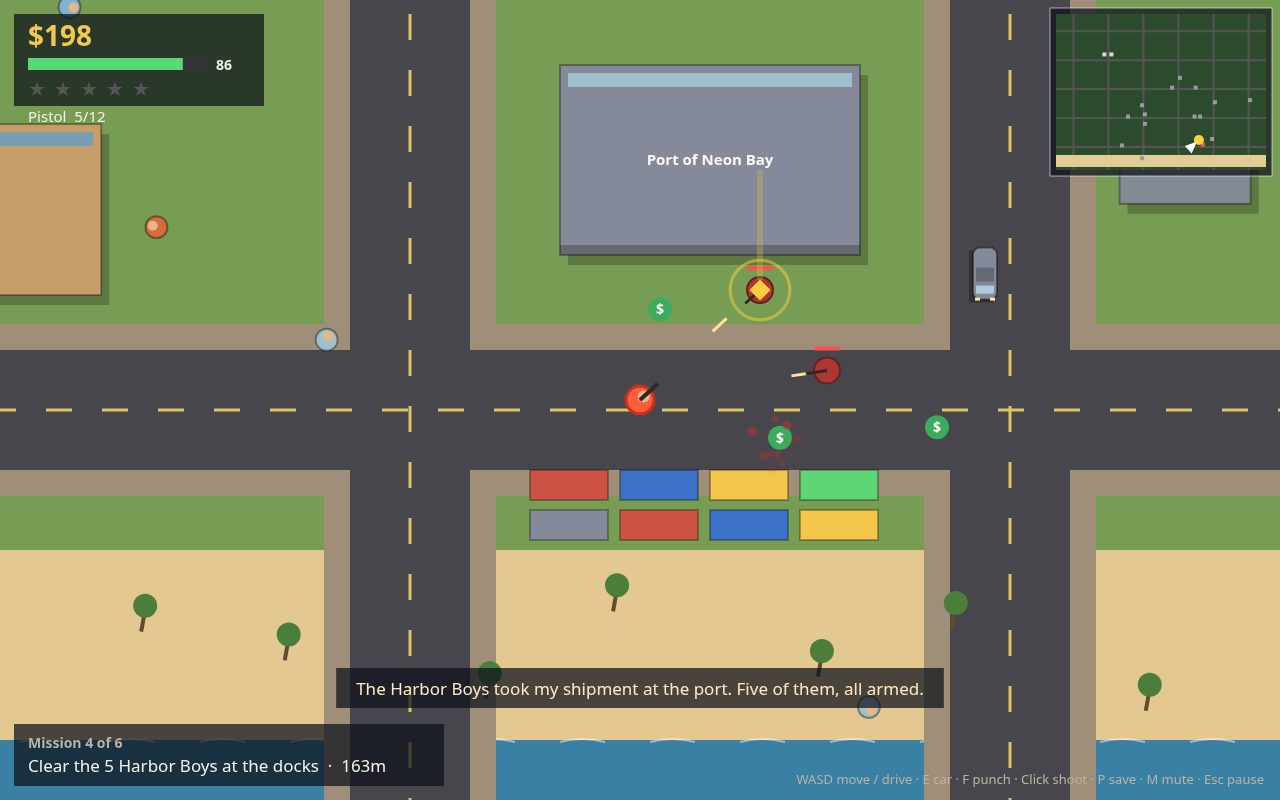 $198
86
Pistol 5/12
Port of Neon Bay
$
$
$
The Harbor Boys took my shipment at the port. Five of them, all armed.
Mission 4 of 6
Clear the 5 Harbor Boys at the docks · 163m
WASD move / drive · E car · F punch · Click shoot · P save · M mute · Esc pause